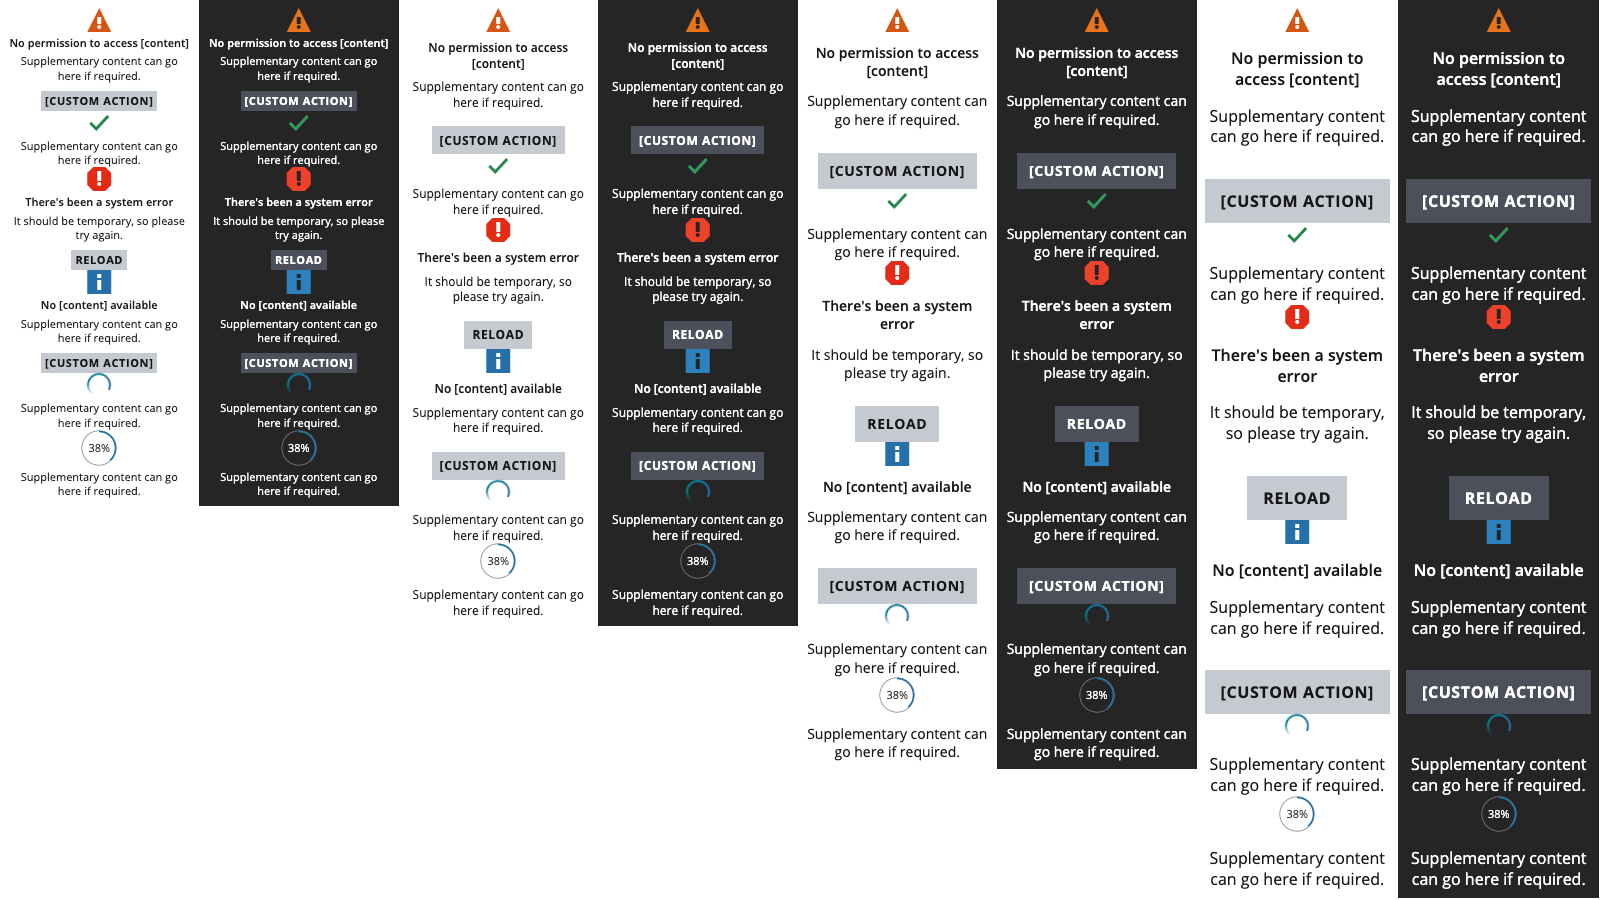 No permission to access [content]
Supplementary content can go
here if required.
[CUSTOM ACTION]
Supplementary content can go
here if required.
There's been a system error
It should be temporary, so please
try again.
RELOAD
No [content] available
Supplementary content can go
here if required.
[CUSTOM ACTION]
Supplementary content can go
here if required.
38%
Supplementary content can go
here if required.
No permission to access [content]
Supplementary content can go
here if required.
[CUSTOM ACTION]
Supplementary content can go
here if required.
There's been a system error
It should be temporary, so please
try again.
RELOAD
No [content] available
Supplementary content can go
here if required.
[CUSTOM ACTION]
Supplementary content can go
here if required.
38%
Supplementary content can go
here if required.
No permission to access
[content]
Supplementary content can go
here if required.
[CUSTOM ACTION]
Supplementary content can go
here if required.
There's been a system error
It should be temporary, so
please try again.
RELOAD
No [content] available
Supplementary content can go
here if required.
[CUSTOM ACTION]
Supplementary content can go
here if required.
38%
Supplementary content can go
here if required.
No permission to access
[content]
Supplementary content can go
here if required.
[CUSTOM ACTION]
Supplementary content can go
here if required.
There's been a system error
It should be temporary, so
please try again.
RELOAD
No [content] available
Supplementary content can go
here if required.
[CUSTOM ACTION]
Supplementary content can go
here if required.
38%
Supplementary content can go
here if required.
No permission to access
[content]
Supplementary content can
go here if required.
[CUSTOM ACTION]
Supplementary content can
go here if required.
There's been a system
error
It should be temporary, so
please try again.
RELOAD
No [content] available
Supplementary content can
go here if required.
[CUSTOM ACTION]
Supplementary content can
go here if required.
38%
Supplementary content can
go here if required.
No permission to access
[content]
Supplementary content can
go here if required.
[CUSTOM ACTION]
Supplementary content can
go here if required.
There's been a system
error
It should be temporary, so
please try again.
RELOAD
No [content] available
Supplementary content can
go here if required.
[CUSTOM ACTION]
Supplementary content can
go here if required.
38%
Supplementary content can
go here if required.
No permission to
access [content]
Supplementary content
can go here if required.
[CUSTOM ACTION]
Supplementary content
can go here if required.
There's been a system
error
It should be temporary,
so please try again.
RELOAD
No [content] available
Supplementary content
can go here if required.
[CUSTOM ACTION]
Supplementary content
can go here if required.
38%
Supplementary content
can go here if required.
No permission to
access [content]
Supplementary content
can go here if required.
[CUSTOM ACTION]
Supplementary content
can go here if required.
There's been a system
error
It should be temporary,
so please try again.
RELOAD
No [content] available
Supplementary content
can go here if required.
[CUSTOM ACTION]
Supplementary content
can go here if required.
38%
Supplementary content
can go here if required.